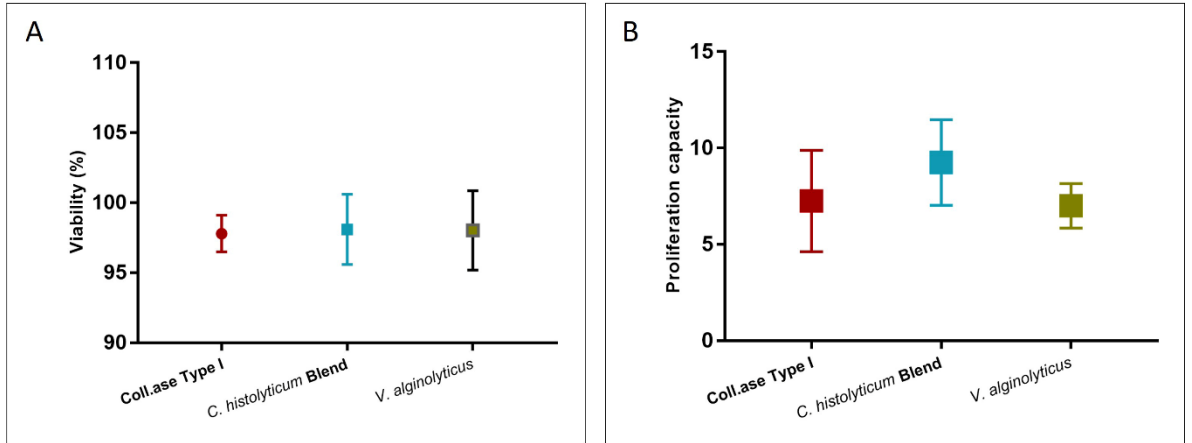 A
Viability (%)
110
105
100
95
90
Coll.ase Type I
C. histolyticum Blend
V. alginolyticus
B
Proliferation capacity
15
10
5
0
Coll.ase Type I
C. histolyticum Blend
V. alginolyticus